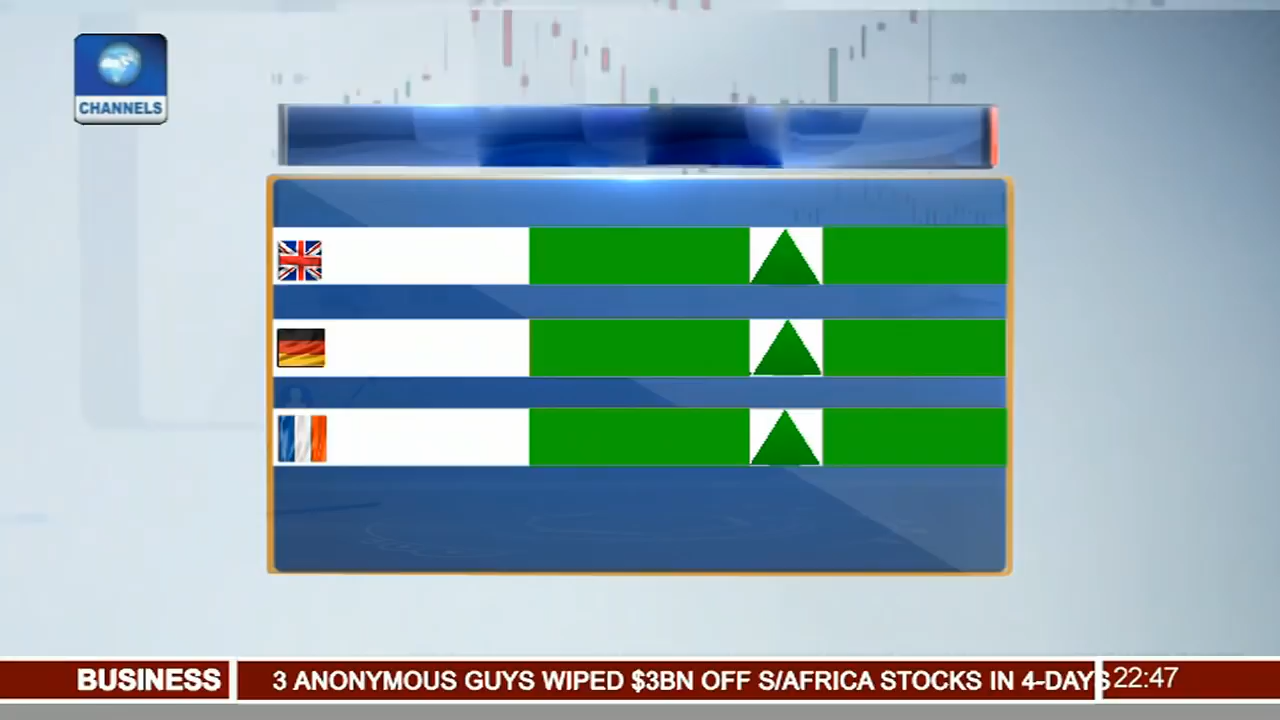 CHANNELS
BUSINESS
3 ANONYMOUS GUYS WIPED $3BN OFF S/AFRICA STOCKS IN 4-DAYS
22:47